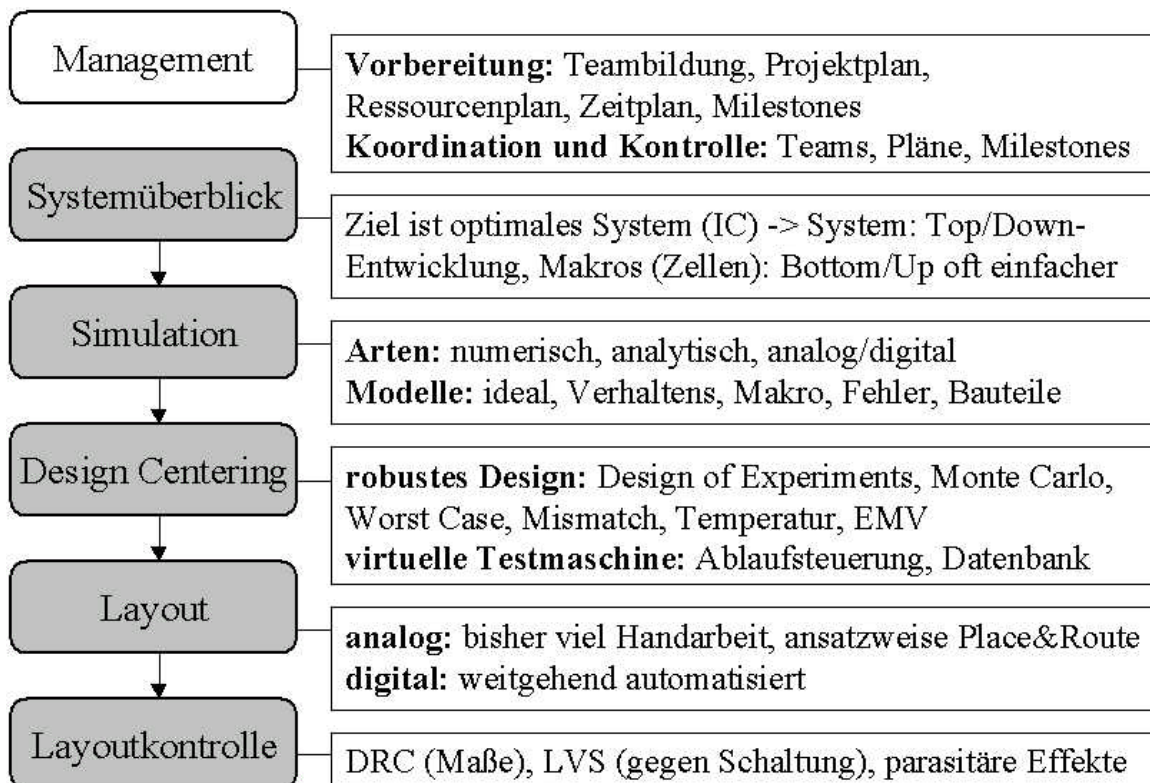 Management
Vorbereitung: Teambildung, Projektplan,
Ressourcenplan, Zeitplan, Milestones
Koordination und Kontrolle: Teams, Pläne, Milestones
Systemüberblick
Ziel ist optimales System (IC) -> System: Top/Down-
Entwicklung, Makros (Zellen): Bottom/Up oft einfacher
Simulation
Arten: numerisch, analytisch, analog/digital
Modelle: ideal, Verhaltens, Makro, Fehler, Bauteile
Design Centering
robustes Design: Design of Experiments, Monte Carlo,
Worst Case, Mismatch, Temperatur, EMV
virtuelle Testmaschine: Ablaufsteuerung, Datenbank
Layout
analog: bisher viel Handarbeit, ansatzweise Place&Route
digital: weitgehend automatisiert
Layoutkontrolle
DRC (Maße), LVS (gegen Schaltung), parasitäre Effekte